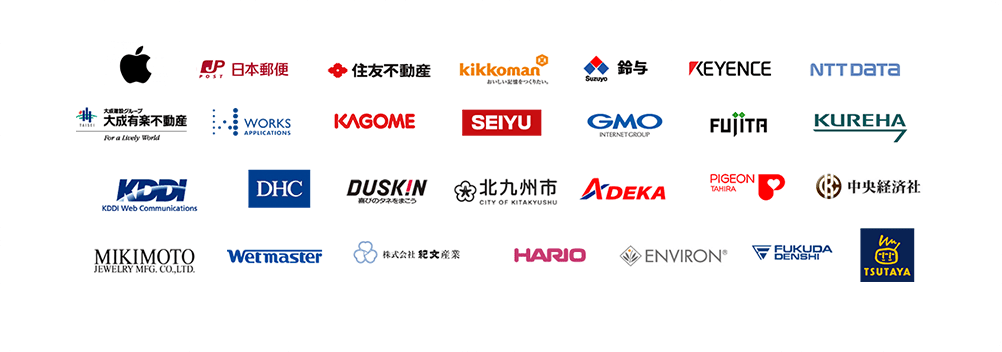 JP
POST
日本郵便
住友不動産
kikkoman
おいしい記憶をつくりたい。
Suzuyo
鈴与
KEYENCE
NTT DATA
TAISEI
大成建設グループ
大成有楽不動産
For a Lively World
WORKS
APPLICATIONS
KAGOME
SEIYU
GMO
INTERNET GROUP
FUJITA
KUREHA
KDDI
KDDI Web Communications
DHC
DUSKIN
喜びのタネをまこう
北九州市
CITY OF KITAKYUSHU
ADEKA
PIGEON
TAHIRA
中央経済社
MIKIMOTO
JEWELRY MFG. CO.,LTD.
Wetmaster
株式会社 紀文産業
HARIO
ENVIRON®
FUKUDA
DENSHI
TSUTAYA